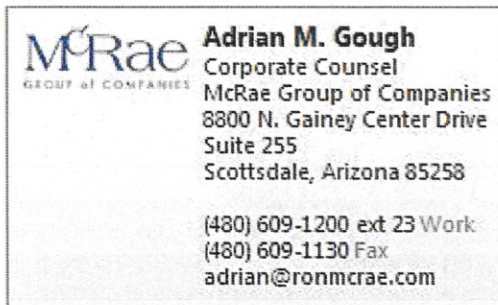 McRae
GROUP of COMPANIES
Adrian M. Gough
Corporate Counsel
McRae Group of Companies
8800 N. Gainey Center Drive
Suite 255
Scottsdale, Arizona 85258
(480) 609-1200 ext 23 Work
(480) 609-1130 Fax
adrian@ronmcrae.com